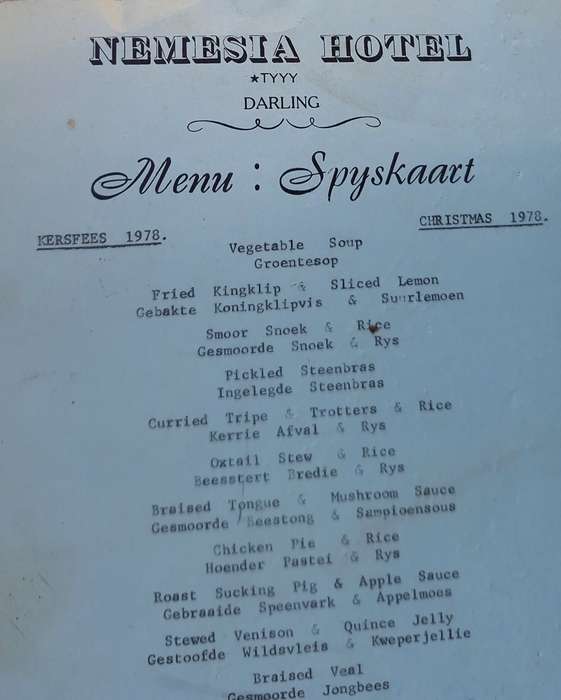 NEMESIA HOTEL
★TYYY
DARLING
Menu : Spyskaart
KERSFEES 1978.
CHRISTMAS 1978.
Vegetable Soup
Groentesop
Fried Kingklip & Sliced Lemon
Gebakte Koningklipvis & Suurlemoen
Smoor Snoek & Rice
Gesmoorde Snoek & Rys
Pickled Steenbras
Ingelegde Steenbras
Curried Tripe & Trotters & Rice
Kerrie Afval & Rys
Oxtail Stew & Rice
Beesstert Bredie & Rys
Braised Tongue & Mushroom Sauce
Gesmoorde Beestong & Sampioensous
Chicken Pie & Rice
Hoender Pastei & Rys
Roast Sucking Pig & Apple Sauce
Gebraaide Speenvark & Appelmoes
Stewed Venison & Quince Jelly
Gestoofde Wildsvleis & Kweperjellie
Braised Veal
Gesmoorde Jongbees